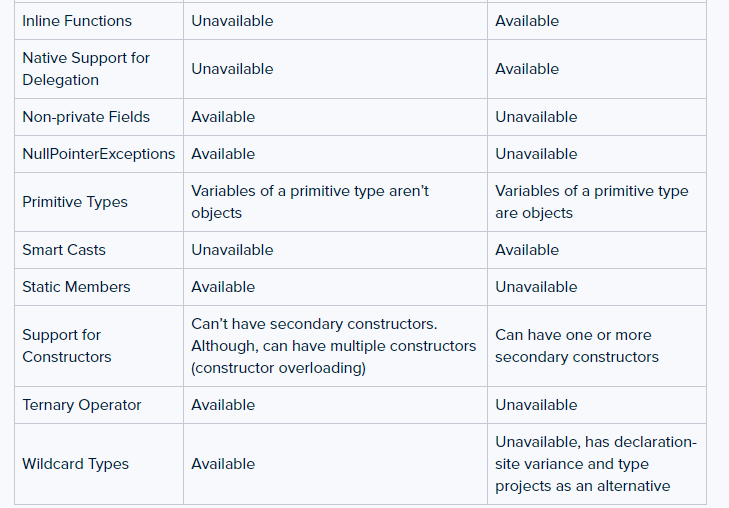 Inline Functions Unavailable Available
Native Support for
Delegation
Unavailable Available
Non-private Fields Available Unavailable
NullPointerExceptions Available Unavailable
Primitive Types
Variables of a primitive type aren’t
objects
Variables of a primitive type
are objects
Smart Casts Unavailable Available
Static Members Available Unavailable
Support for
Constructors
Can’t have secondary constructors.
Although, can have multiple constructors
(constructor overloading)
Can have one or more
secondary constructors
Ternary Operator Available Unavailable
Wildcard Types Available
Unavailable, has declaration-
site variance and type
projects as an alternative